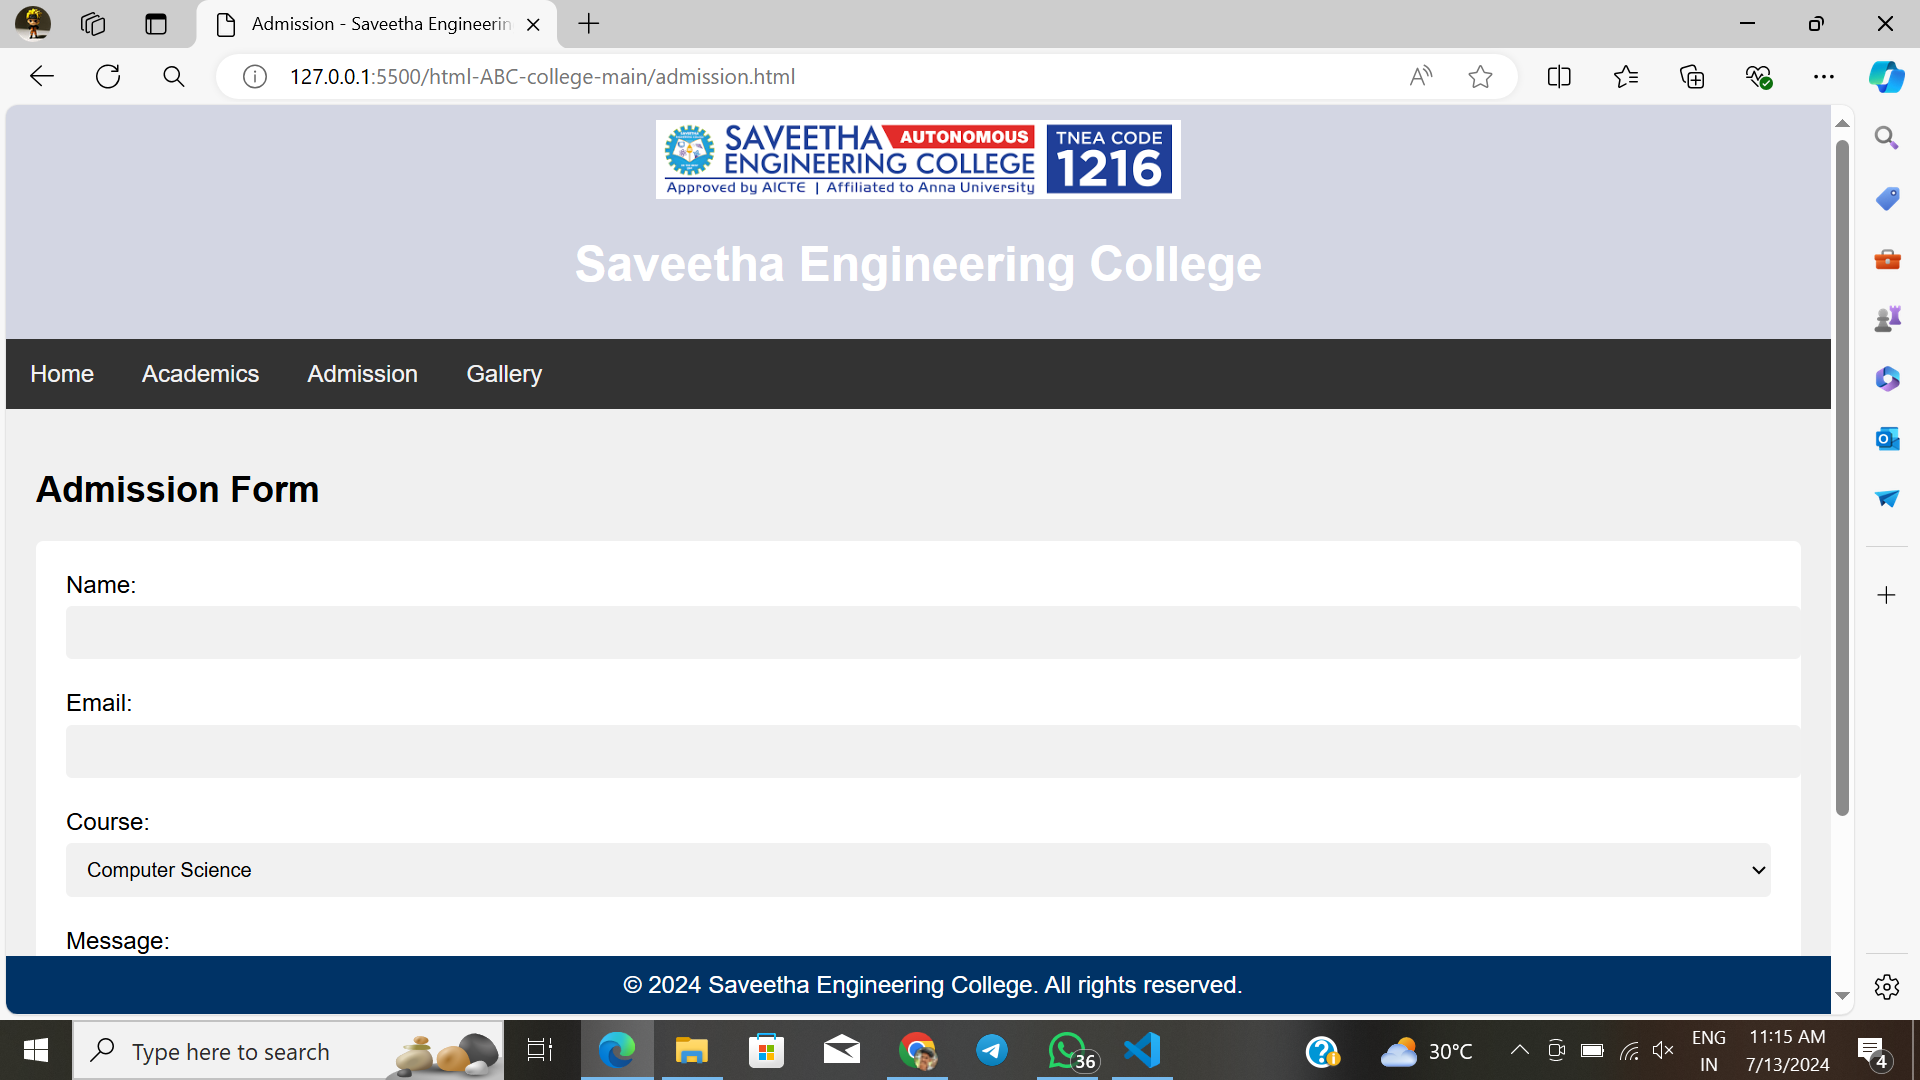 Admission - Saveetha Engineerin
127.0.0.1:5500/html-ABC-college-main/admission.html
SAVEETHA AUTONOMOUS
ENGINEERING COLLEGE
Approved by AICTE | Affiliated to Anna University
TNEA CODE
1216
Saveetha Engineering College
Home Academics Admission Gallery
Admission Form
Name:
Email:
Course:
Computer Science
Message:
© 2024 Saveetha Engineering College. All rights reserved.
Type here to search
36
30°C
ENG
IN
11:15 AM
7/13/2024
4